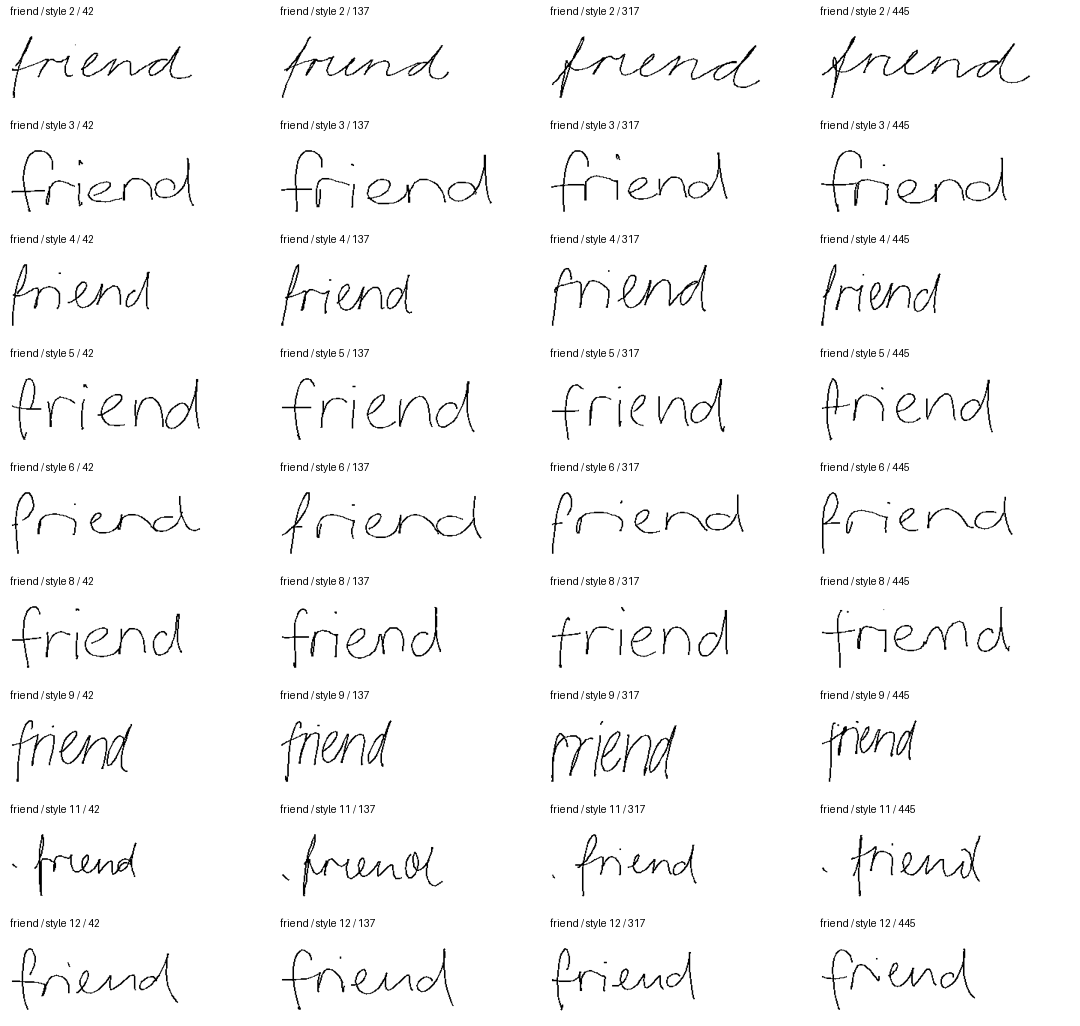 friend / style 2 / 42 friend / style 2 / 137 friend / style 2 / 317 friend / style 2 / 445
friend friend friend friend
friend / style 3 / 42 friend / style 3 / 137 friend / style 3 / 317 friend / style 3 / 445
friend friend friend friend
friend / style 4 / 42 friend / style 4 / 137 friend / style 4 / 317 friend / style 4 / 445
friend friend friend friend
friend / style 5 / 42 friend / style 5 / 137 friend / style 5 / 317 friend / style 5 / 445
friend friend friend friend
friend / style 6 / 42 friend / style 6 / 137 friend / style 6 / 317 friend / style 6 / 445
friend friend friend friend
friend / style 8 / 42 friend / style 8 / 137 friend / style 8 / 317 friend / style 8 / 445
friend friend friend friend
friend / style 9 / 42 friend / style 9 / 137 friend / style 9 / 317 friend / style 9 / 445
friend friend rriend friend
friend / style 11 / 42 friend / style 11 / 137 friend / style 11 / 317 friend / style 11 / 445
. friend . friend . friend . friend
friend / style 12 / 42 friend / style 12 / 137 friend / style 12 / 317 friend / style 12 / 445
friend friend friend friend